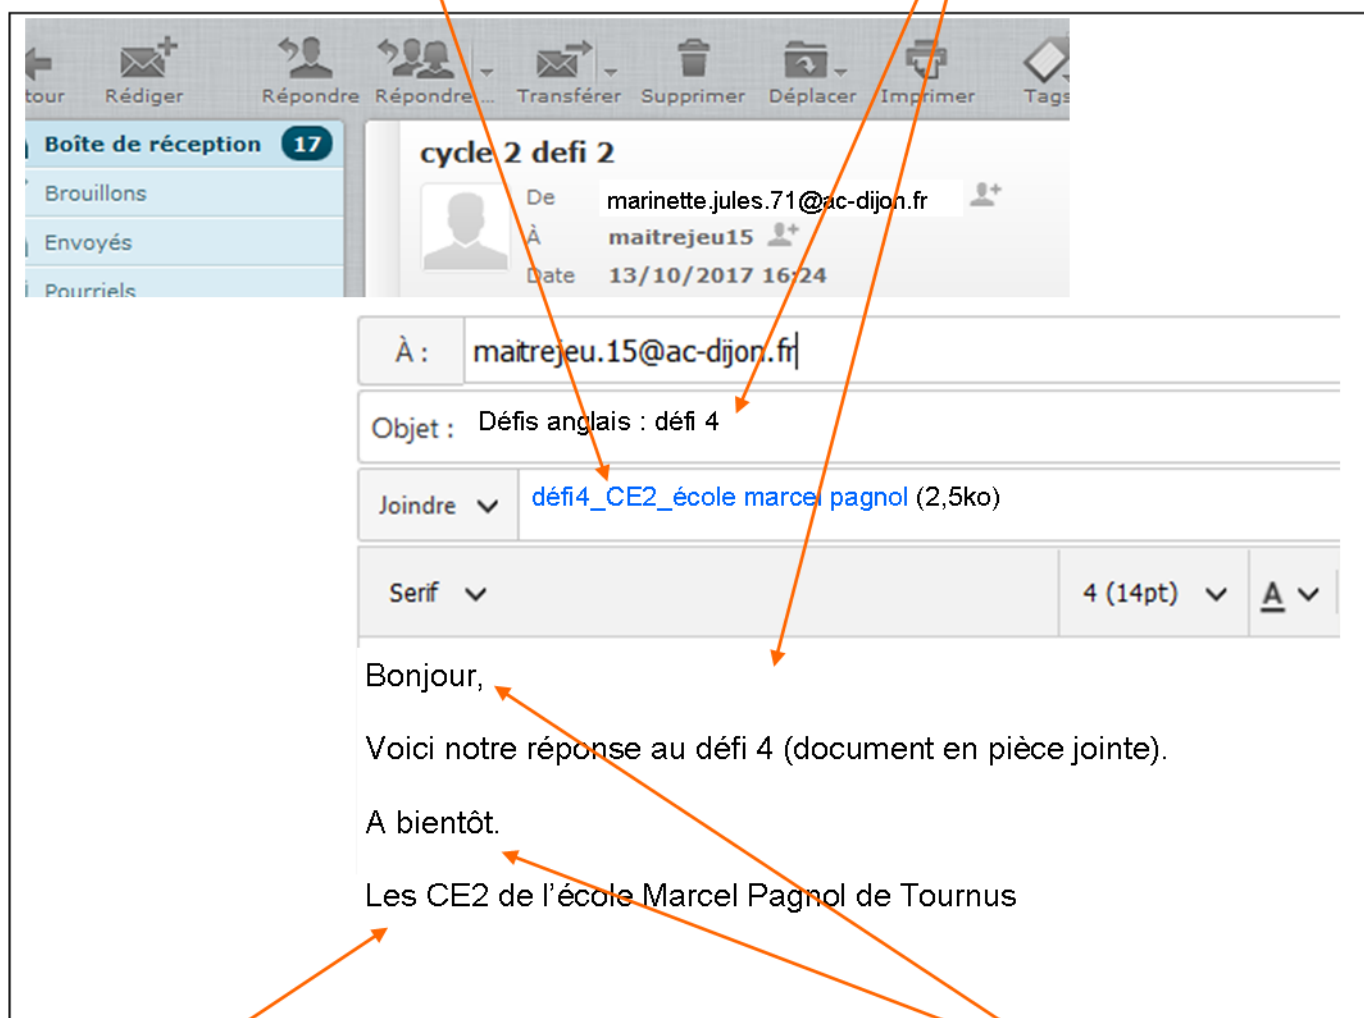 tour Rédiger Répondre Répondre ... Transférer Supprimer Déplacer Imprimer Tags
Boîte de réception 17
Brouillons
Envoyés
Pourriels
cycle 2 defi 2
De marinette.jules.71@ac-dijon.fr
À maitrejeu15
Date 13/10/2017 16:24
À : maitrejeu.15@ac-dijon.fr
Objet : Défis anglais : défi 4
Joindre défi4_CE2_école marcel pagnol (2,5ko)
Serif 4 (14pt) A
Bonjour,
Voici notre réponse au défi 4 (document en pièce jointe).
A bientôt.
Les CE2 de l’école Marcel Pagnol de Tournus